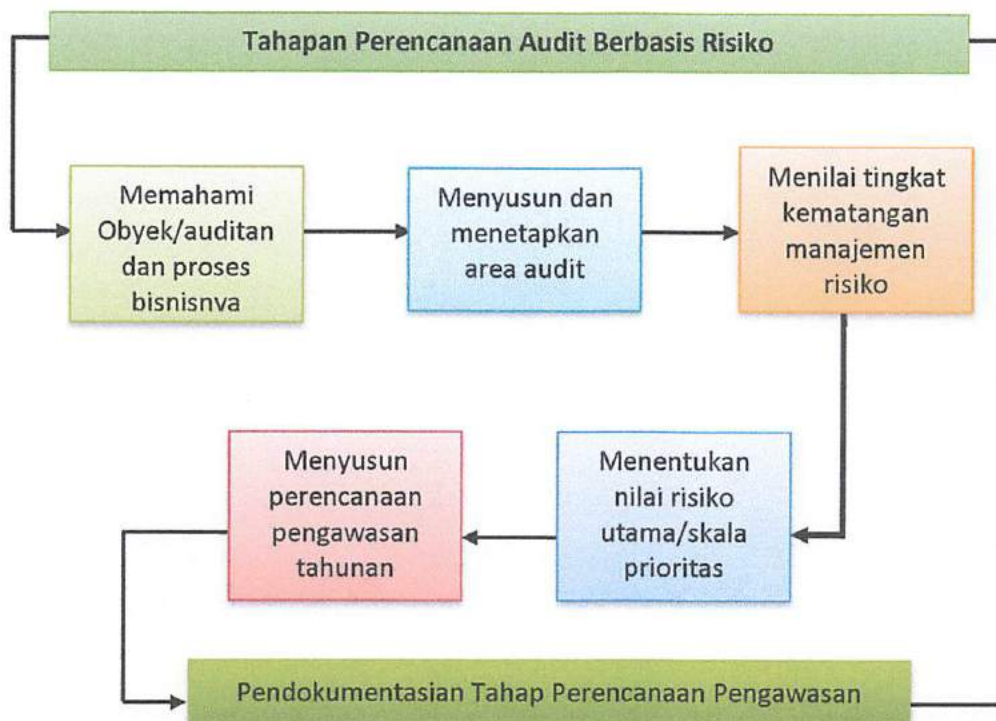 Tahapan Perencanaan Audit Berbasis Risiko
Memahami
Obyek/auditan
dan proses
bisnisnva
Menyusun dan
menetapkan
area audit
Menilai tingkat
kematangan
manajemen
risiko
Menentukan
nilai risiko
utama/skala
prioritas
Menyusun
perencanaan
pengawasan
tahunan
Pendokumentasian Tahap Perencanaan Pengawasan